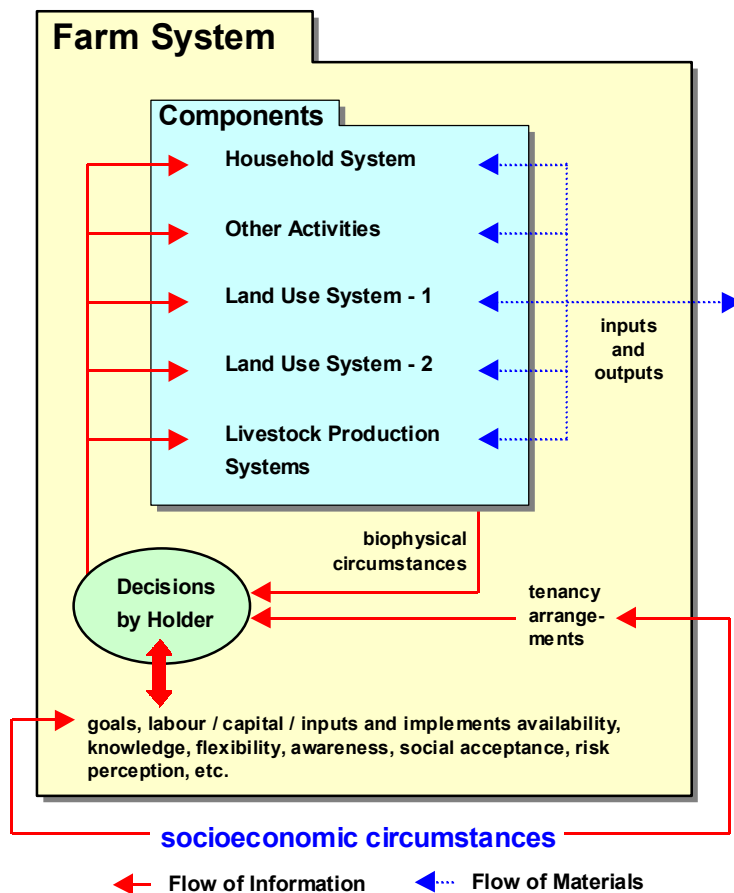 Farm System
Components
Household System
Other Activities
Land Use System - 1
Land Use System - 2
Livestock Production
Systems
inputs
and
outputs
biophysical
circumstances
Decisions
by Holder
tenancy
arrange-
ments
goals, labour / capital / inputs and implements availability,
knowledge, flexibility, awareness, social acceptance, risk
perception, etc.
socioeconomic circumstances
Flow of Information
Flow of Materials